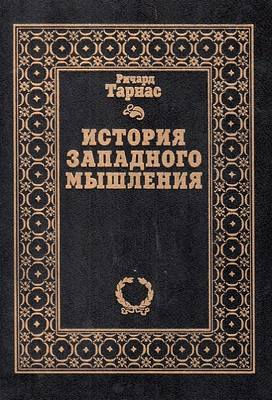 Ричард
Тарнас
ИСТОРИЯ
ЗАПАДНОГО
МЫШЛЕНИЯ